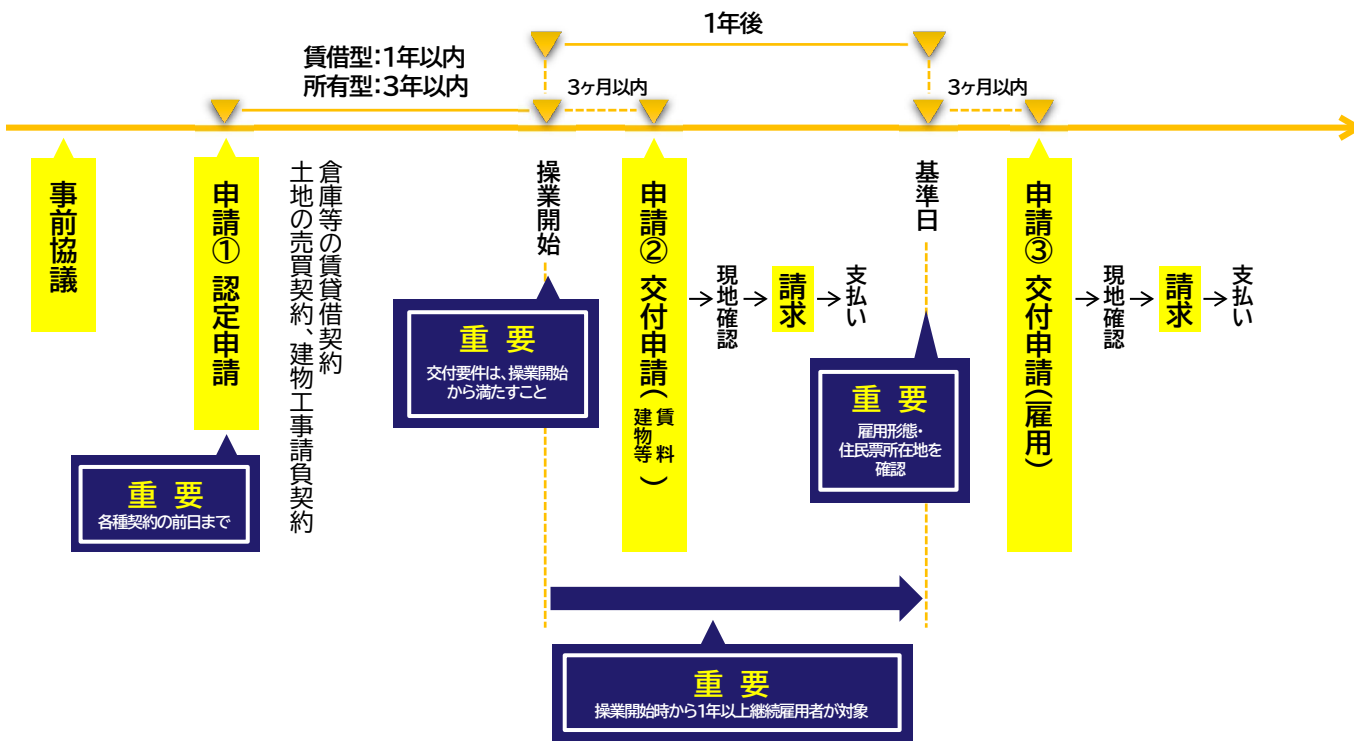 1年後
賃借型:1年以内
所有型:3年以内
3ヶ月以内
3ヶ月以内
事前協議
申請① 認定申請
倉庫等の賃貸借契約
土地の売買契約、建物工事請負契約
操業開始
申請② 交付申請(賃料
建物等)
→現地確認→請求→支払い
基準日
申請③ 交付申請(雇用)
→現地確認→請求→支払い
重要
各種契約の前日まで
重要
交付要件は、操業開始
から満たすこと
重要
雇用形態・
住民票所在地を
確認
重要
操業開始時から1年以上継続雇用者が対象